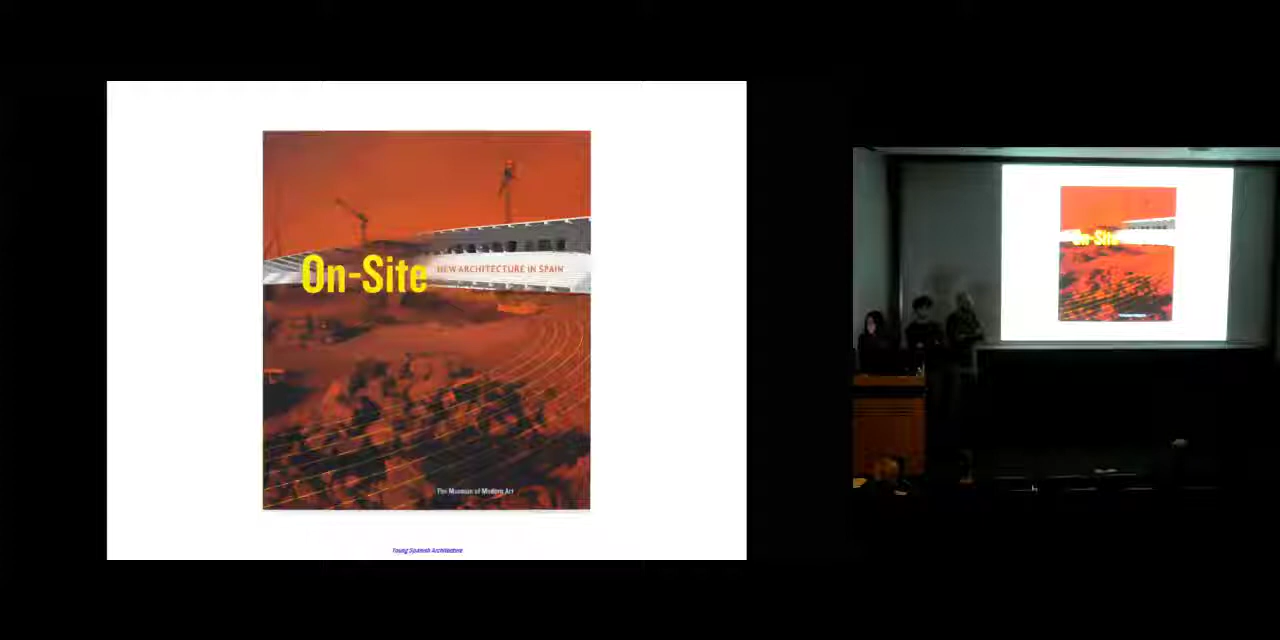 On-Site
NEW ARCHITECTURE IN SPAIN
The Museum of Modern Art
Young Spanish Architecture
On-Site